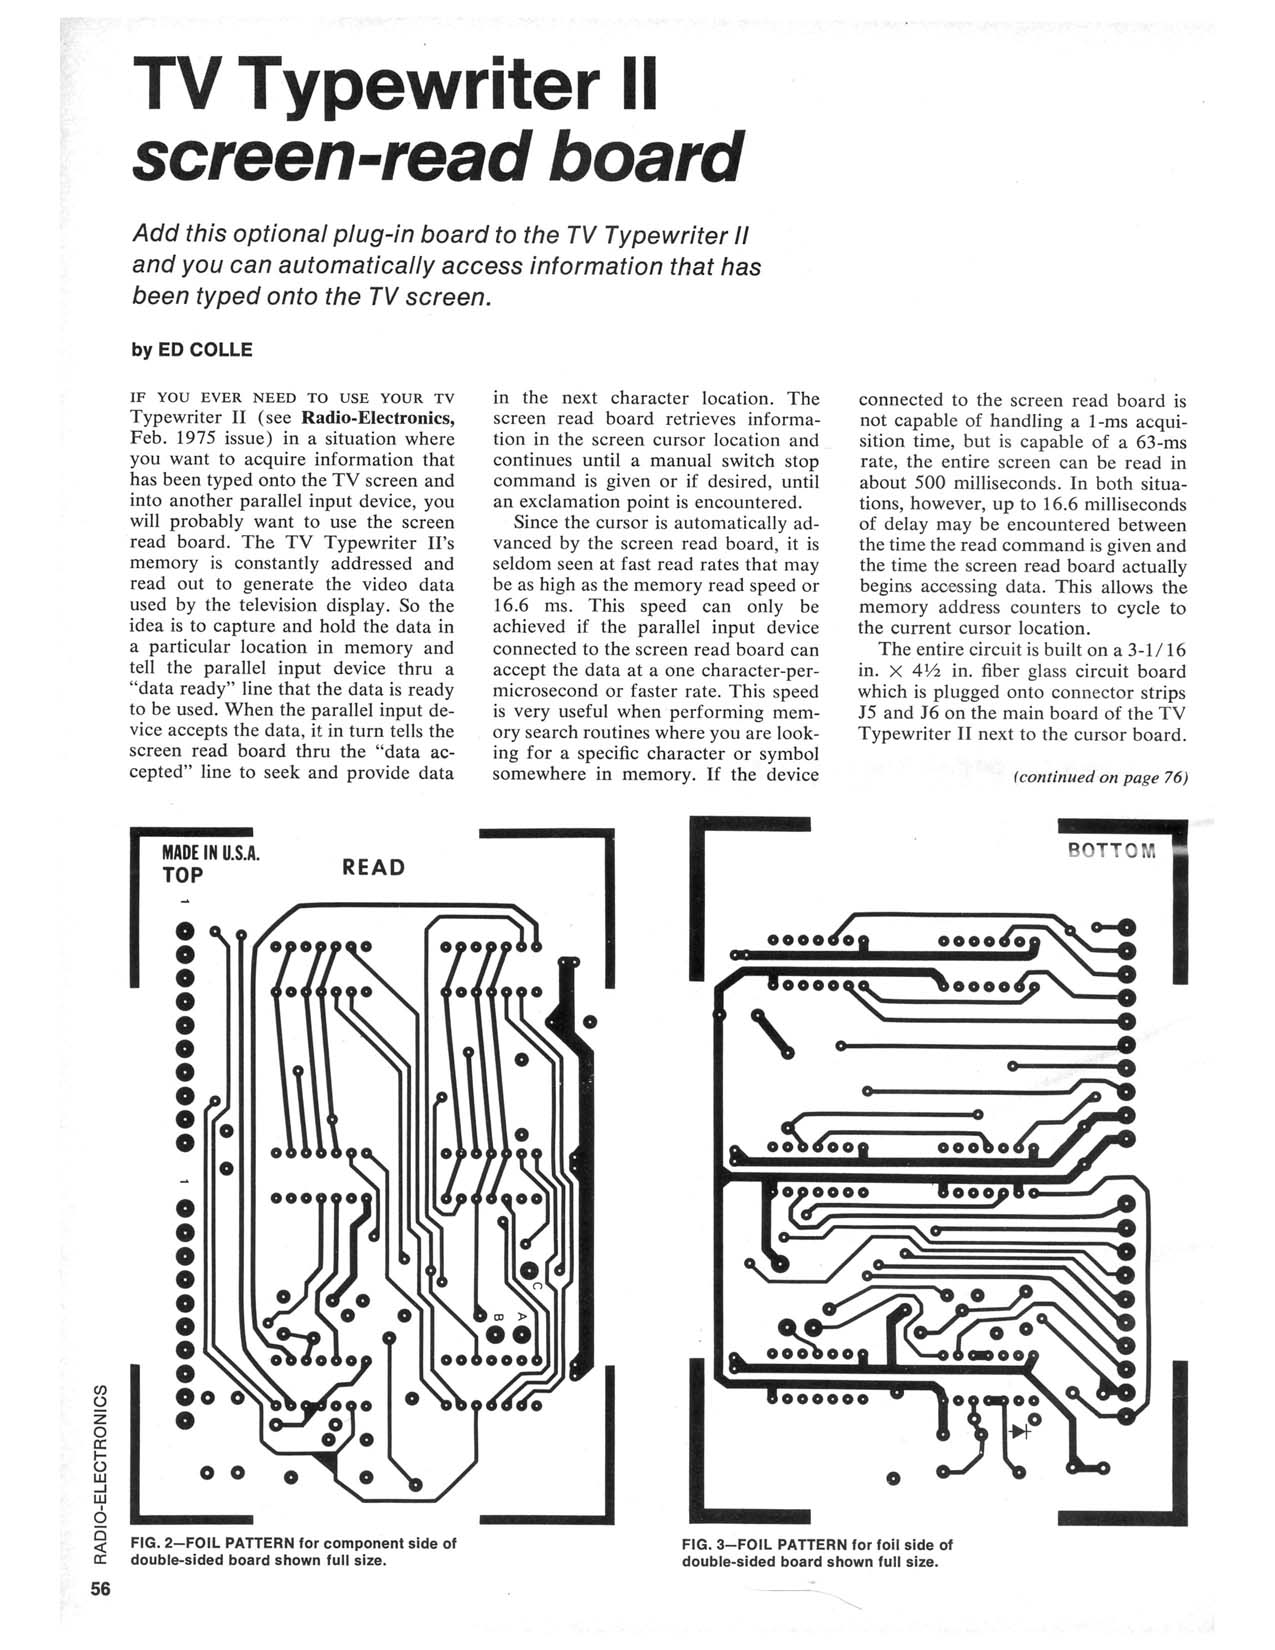 TV Typewriter II
screen-read board
Add this optional plug-in board to the TV Typewriter II
and you can automatically access information that has
been typed onto the TV screen.
by ED COLLE
IF YOU EVER NEED TO USE YOUR TV
Typewriter II (see Radio-Electronics,
Feb. 1975 issue) in a situation where
you want to acquire information that
has been typed onto the TV screen and
into another parallel input device, you
will probably want to use the screen
read board. The TV Typewriter II's
memory is constantly addressed and
read out to generate the video data
used by the television display. So the
idea is to capture and hold the data in
a particular location in memory and
tell the parallel input device thru a
“data ready” line that the data is ready
to be used. When the parallel input de-
vice accepts the data, it in turn tells the
screen read board thru the “data ac-
cepted” line to seek and provide data
in the next character location. The
screen read board retrieves informa-
tion in the screen cursor location and
continues until a manual switch stop
command is given or if desired, until
an exclamation point is encountered.
Since the cursor is automatically ad-
vanced by the screen read board, it is
seldom seen at fast read rates that may
be as high as the memory read speed or
16.6 ms. This speed can only be
achieved if the parallel input device
connected to the screen read board can
accept the data at a one character-per-
microsecond or faster rate. This speed
is very useful when performing mem-
ory search routines where you are look-
ing for a specific character or symbol
somewhere in memory. If the device
connected to the screen read board is
not capable of handling a 1-ms acqui-
sition time, but is capable of a 63-ms
rate, the entire screen can be read in
about 500 milliseconds. In both situa-
tions, however, up to 16.6 milliseconds
of delay may be encountered between
the time the read command is given and
the time the screen read board actually
begins accessing data. This allows the
memory address counters to cycle to
the current cursor location.
The entire circuit is built on a 3-1/16
in. × 4½ in. fiber glass circuit board
which is plugged onto connector strips
J5 and J6 on the main board of the TV
Typewriter II next to the cursor board.
(continued on page 76)
MADE IN U.S.A.
TOP
READ
1
1
C
B A
BOTTOM
FIG. 2—FOIL PATTERN for component side of
double-sided board shown full size.
FIG. 3—FOIL PATTERN for foil side of
double-sided board shown full size.
RADIO-ELECTRONICS
56